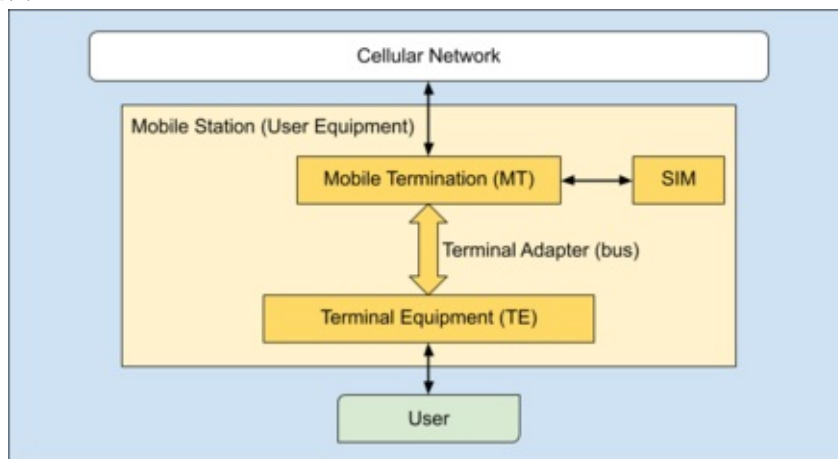 Cellular Network
Mobile Station (User Equipment)
Mobile Termination (MT)
SIM
Terminal Adapter (bus)
Terminal Equipment (TE)
User